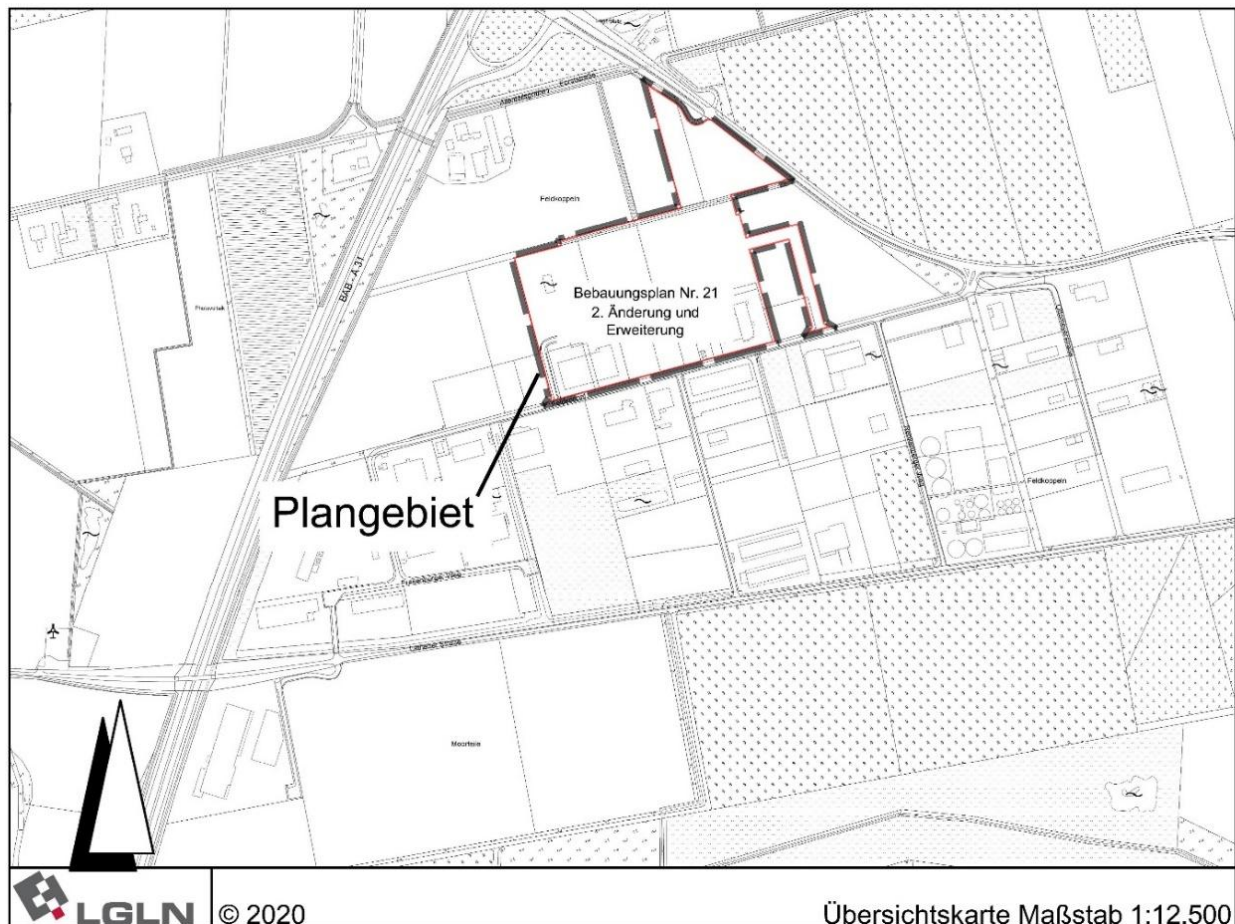 BAB - A 31
Feldkoppeln
Bebauungsplan Nr. 21
2. Änderung und
Erweiterung
Plangebiet
Feldkoppeln
LGLN
© 2020
Übersichtskarte Maßstab 1:12.500